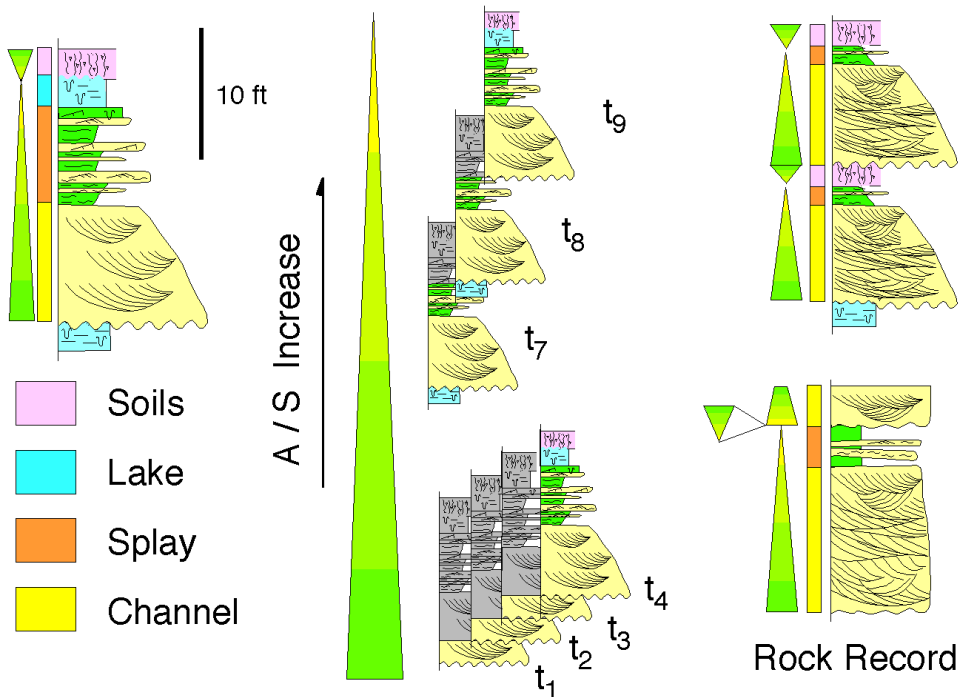 10 ft
A / S Increase
Soils
Lake
Splay
Channel
t9
t8
t7
t4
t3
t2
t1
Rock Record